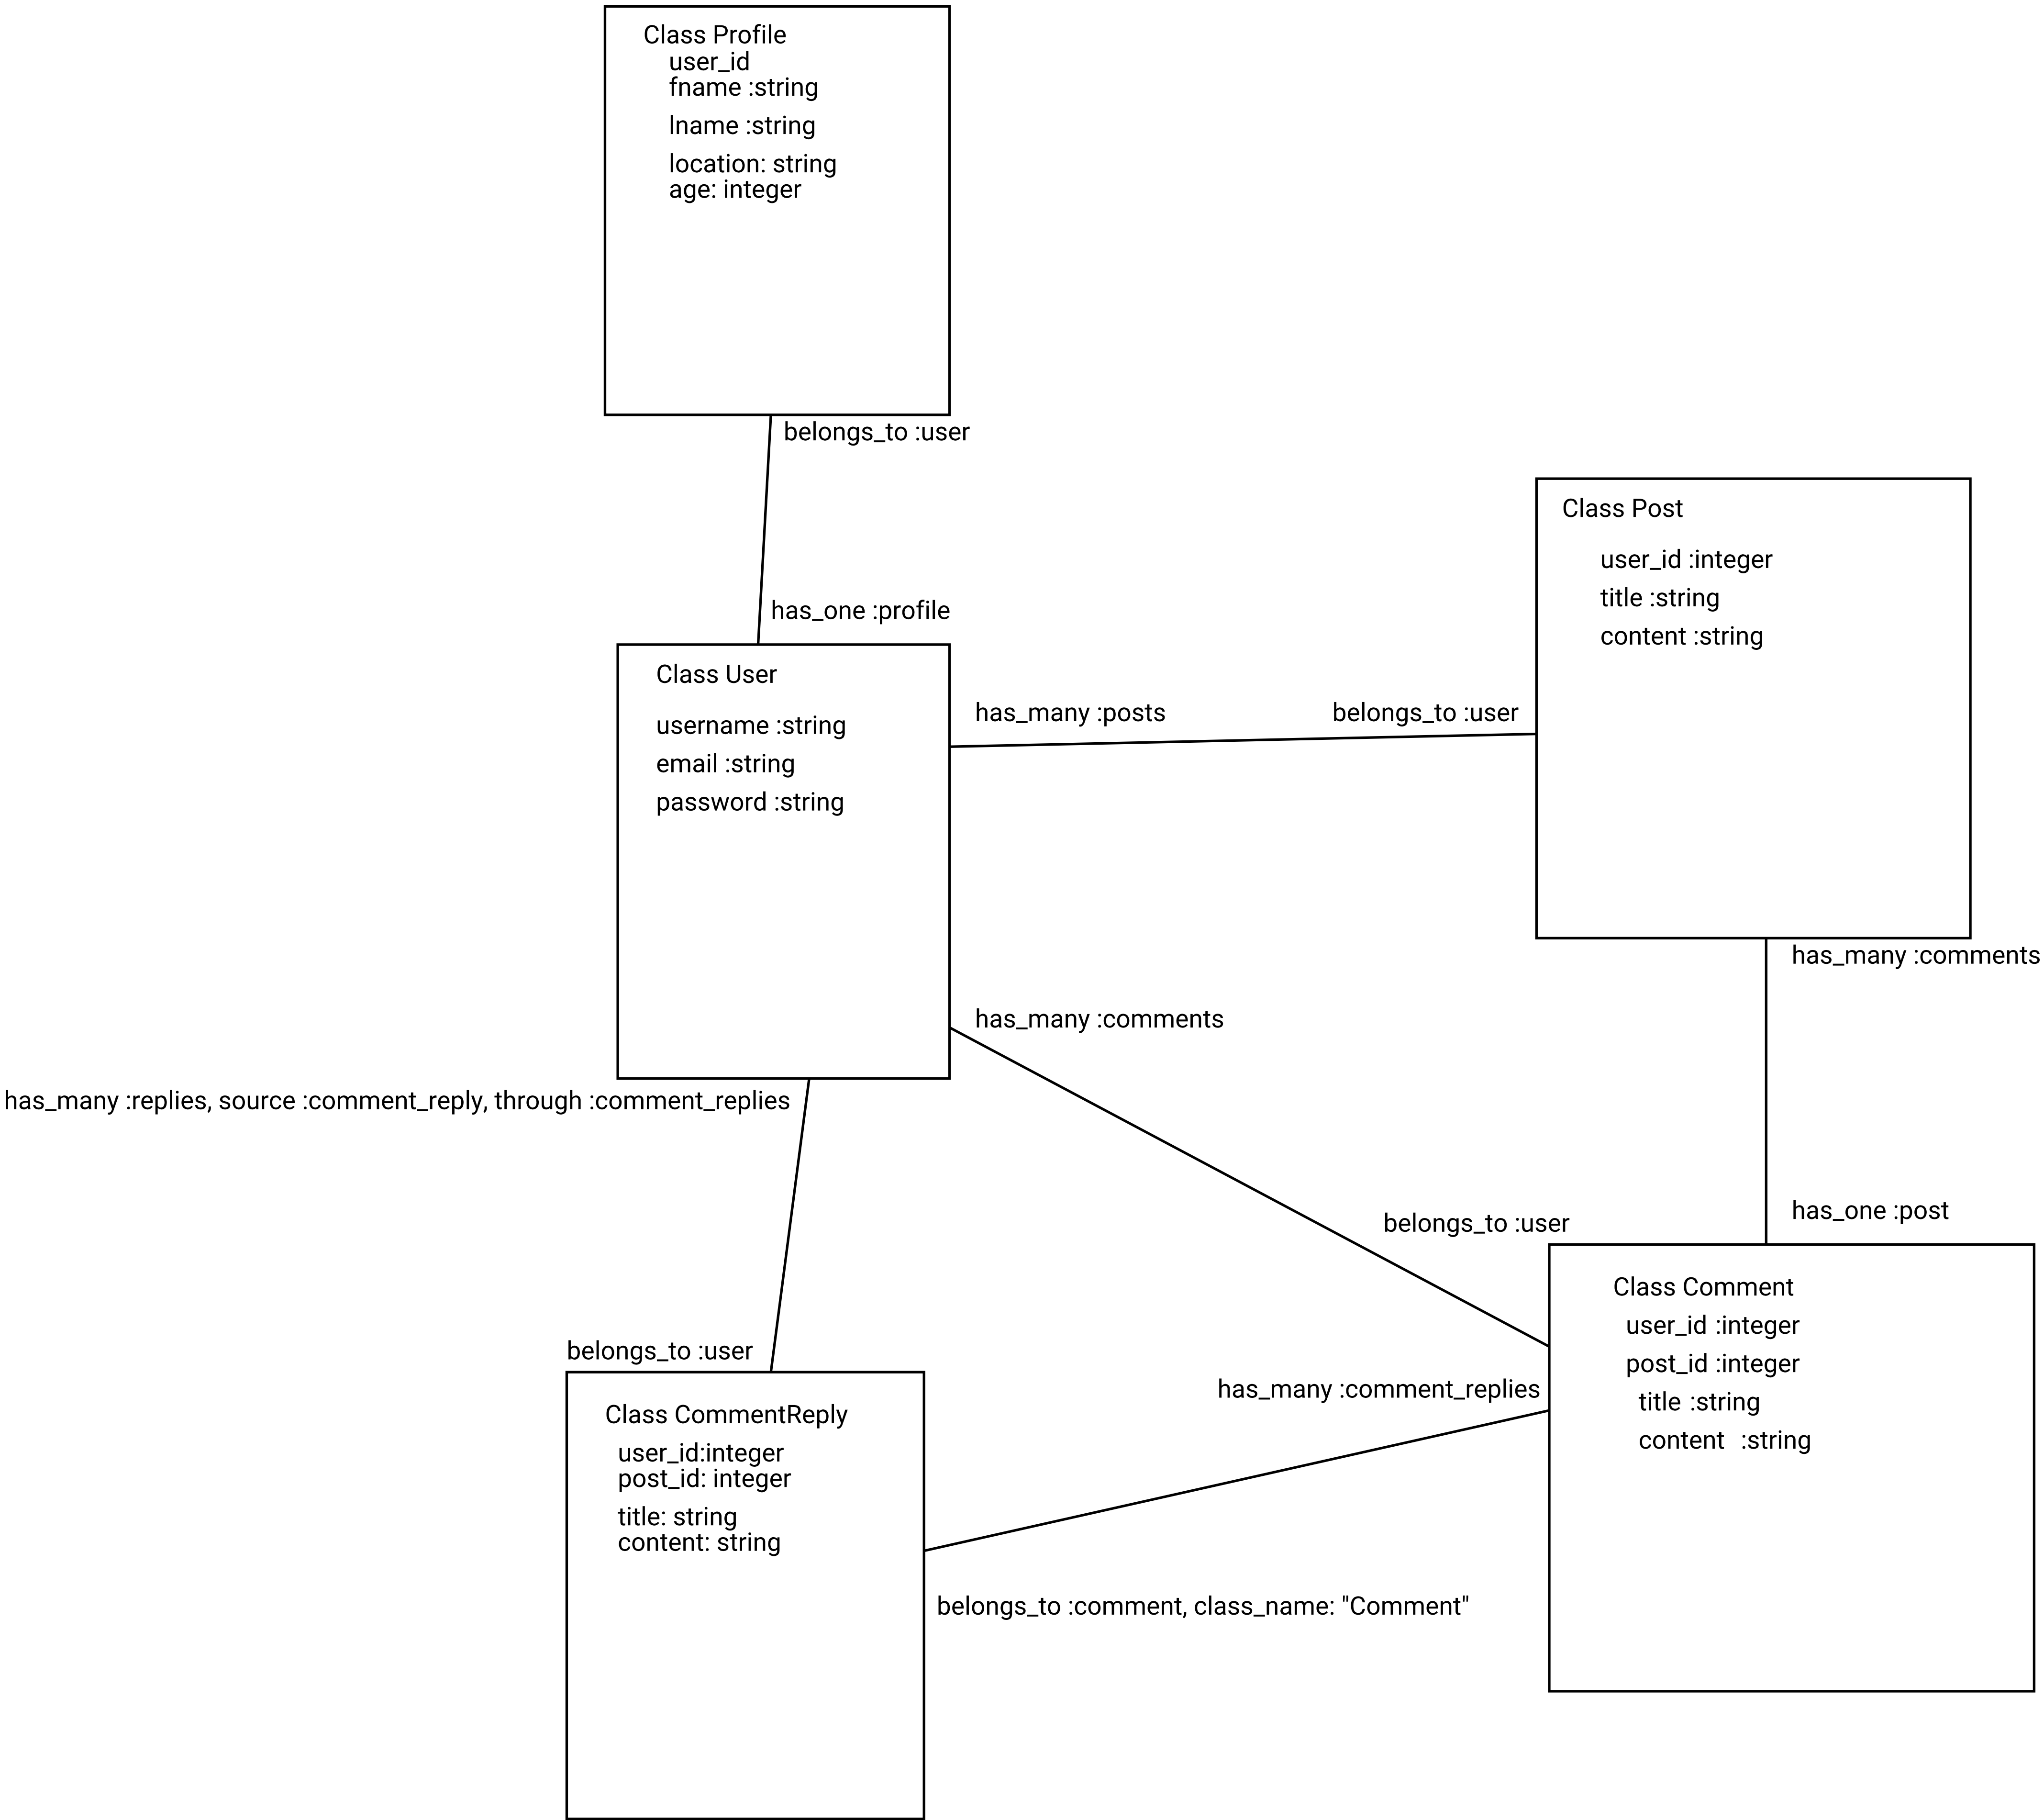 Class Profile
user_id
fname :string
lname :string
location: string
age: integer
belongs_to :user
has_one :profile
Class User
username :string
email :string
password :string
has_many :posts
belongs_to :user
Class Post
user_id :integer
title :string
content :string
has_many :comments
has_many :comments
has_many :replies, source :comment_reply, through :comment_replies
belongs_to :user
has_one :post
Class Comment
user_id :integer
post_id :integer
title :string
content :string
belongs_to :user
has_many :comment_replies
Class CommentReply
user_id:integer
post_id: integer
title: string
content: string
belongs_to :comment, class_name: "Comment"